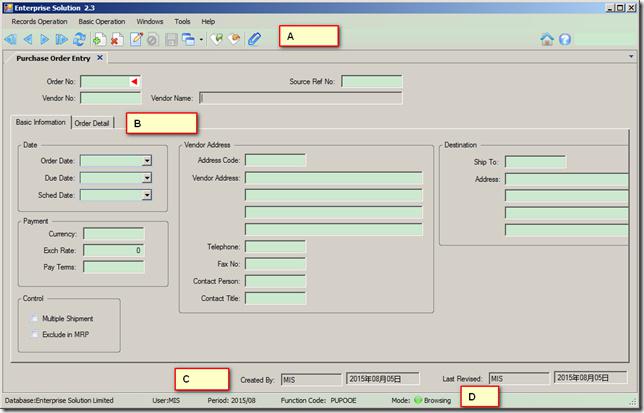 Enterprise Solution 2.3
Records Operation Basic Operation Windows Tools Help
A
Purchase Order Entry X
Order No: Source Ref No:
Vendor No: Vendor Name:
Basic Information Order Detail B
Date Vendor Address Destination
Order Date: Address Code: Ship To:
Due Date: Vendor Address: Address:
Sched Date:
Payment
Currency:
Exch Rate: 0 Telephone:
Pay Terms: Fax No:
Contact Person:
Control Contact Title:
Multiple Shipment
Exclude in MRP
C Created By: MIS 2015年08月05日 Last Revised: MIS 2015年08月05日
Database:Enterprise Solution Limited User:MIS Period: 2015/08 Function Code: PUPOOE Mode: Browsing D